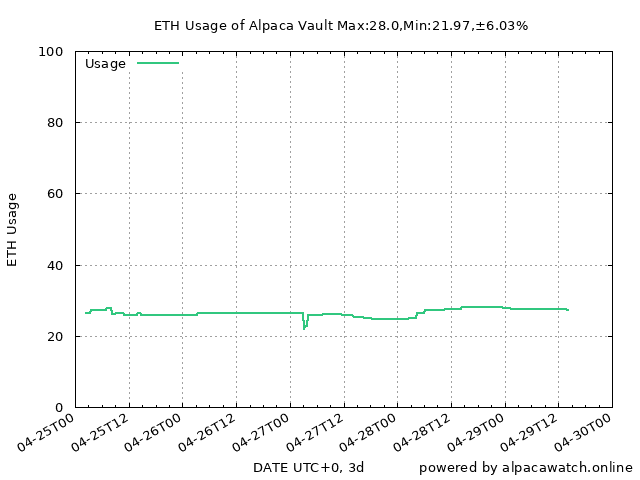 ETH Usage of Alpaca Vault Max:28.0,Min:21.97,±6.03%
Usage
100
80
60
40
20
0
ETH Usage
04-25T00
04-25T12
04-26T00
04-26T12
04-27T00
04-27T12
04-28T00
04-28T12
04-29T00
04-29T12
04-30T00
DATE UTC+0, 3d
powered by alpacawatch.online